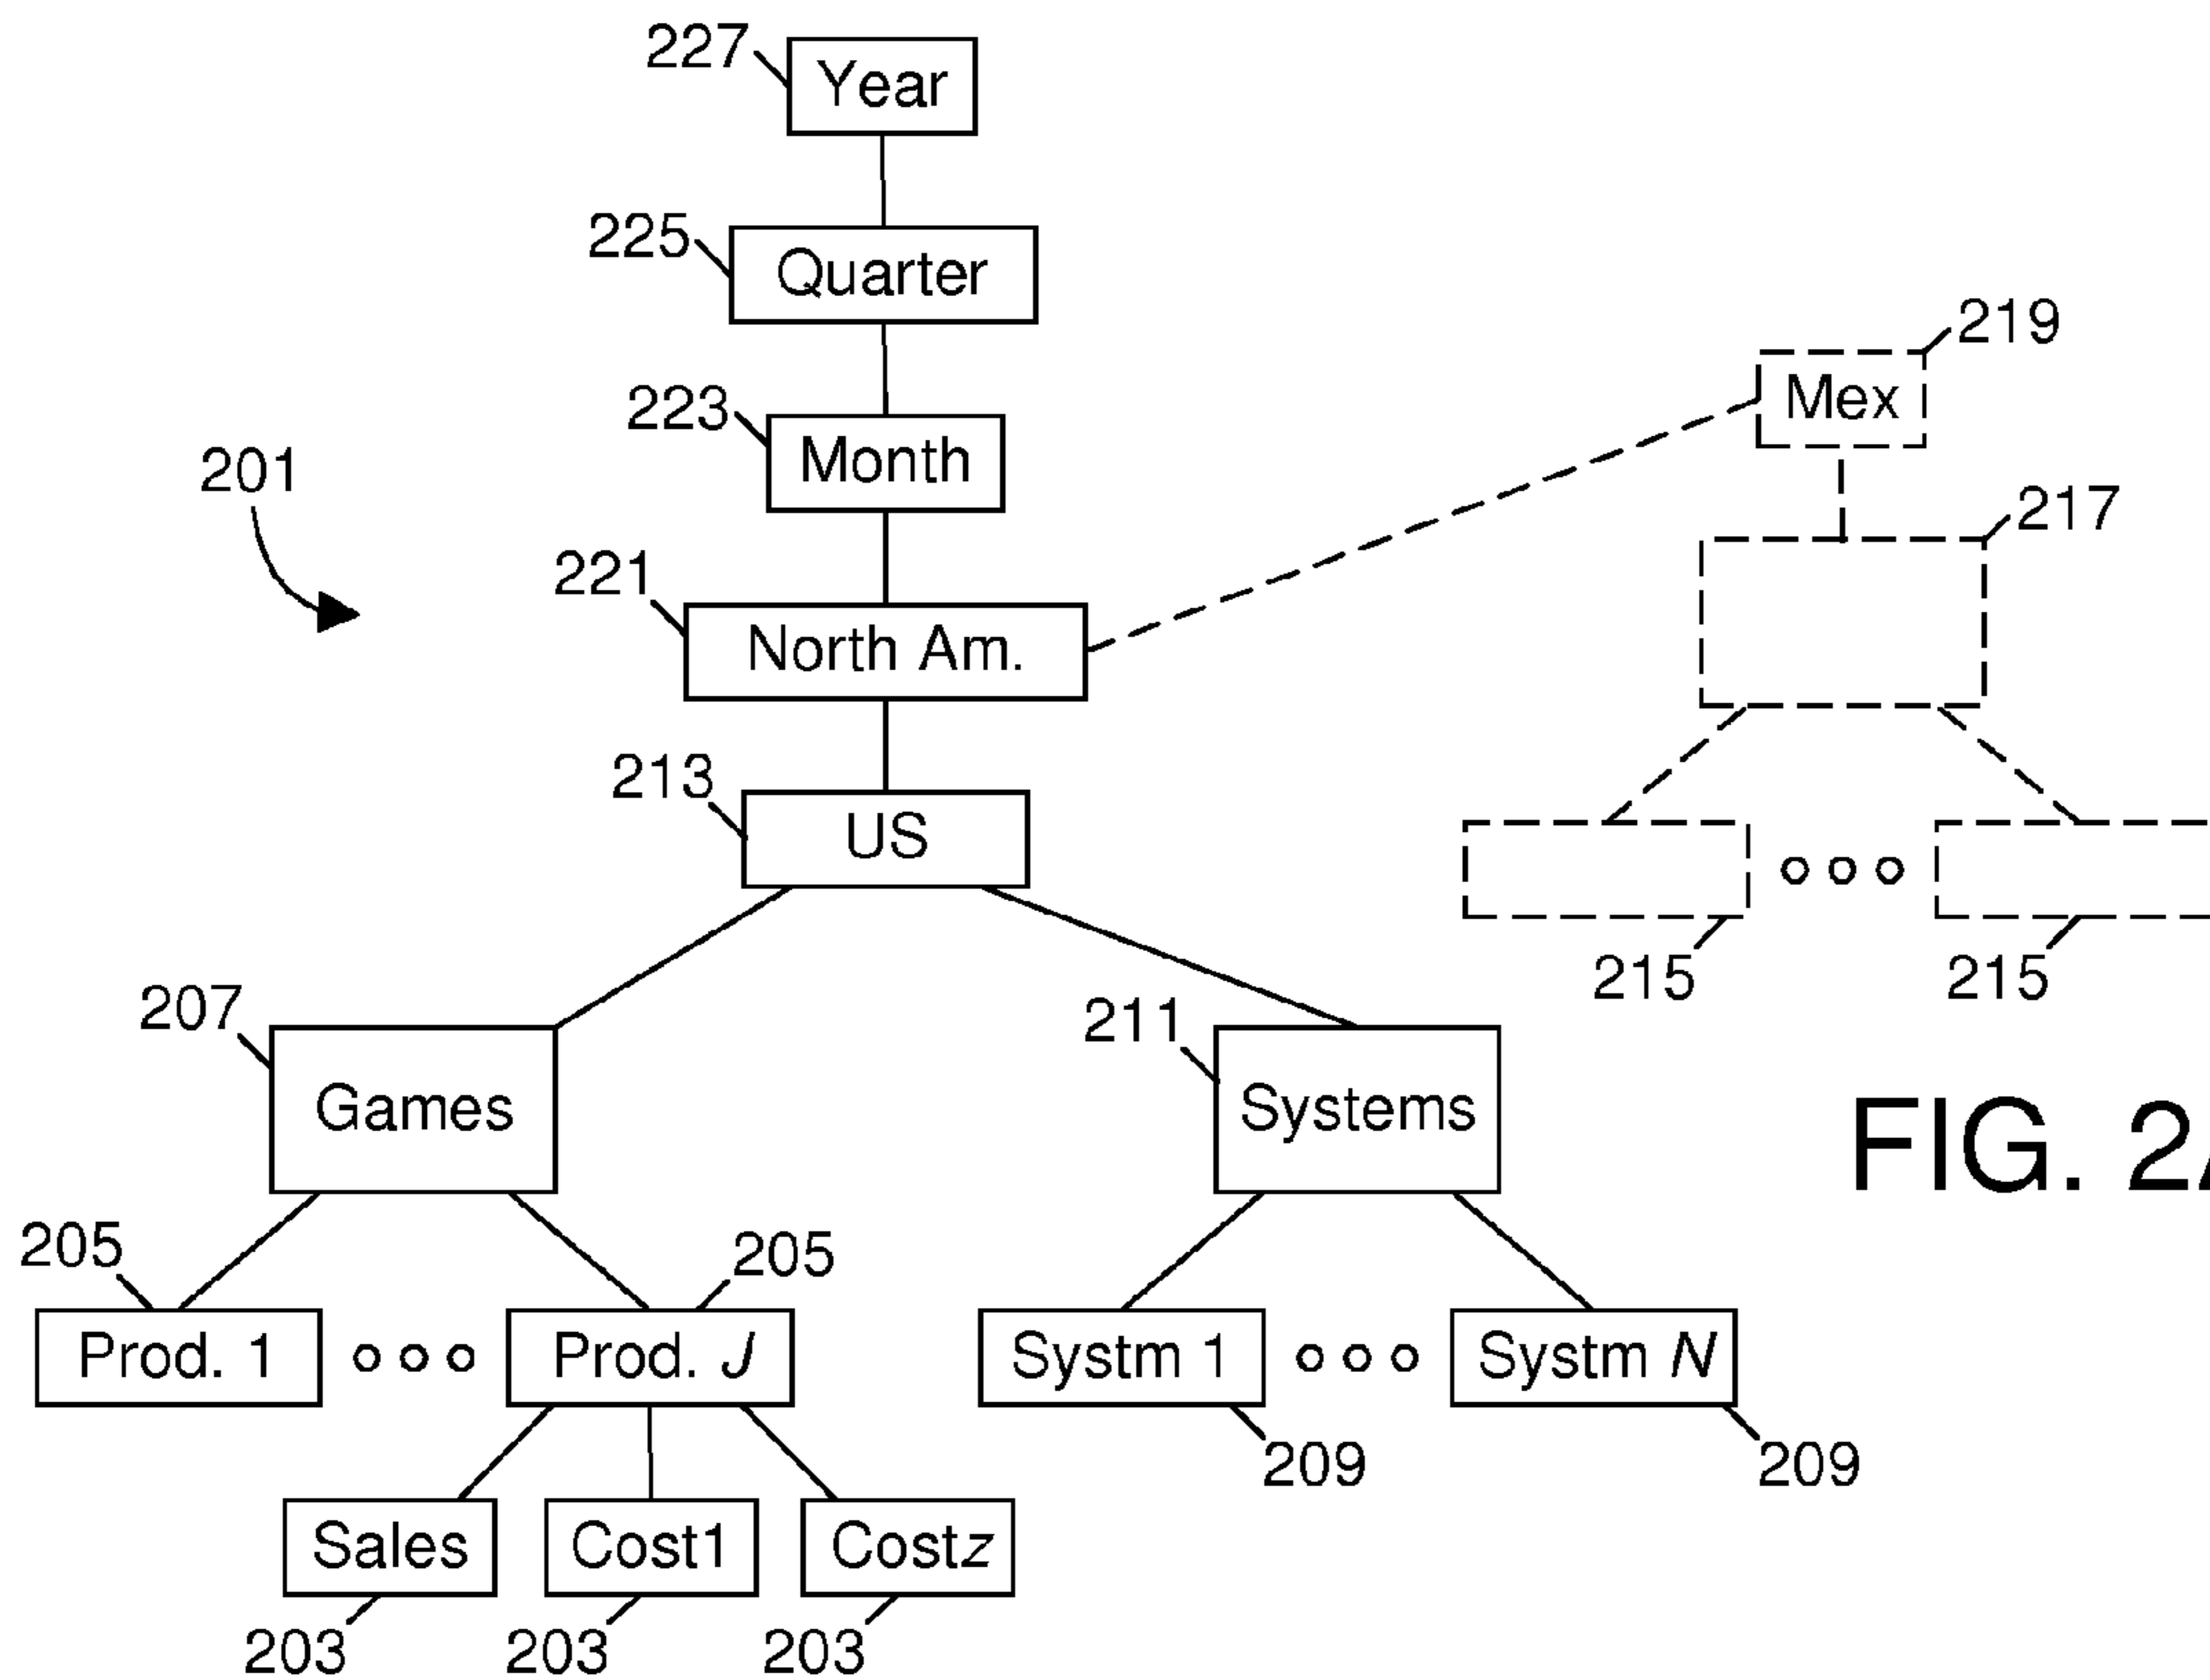 227
Year
225
Quarter
219
Mex
223
Month
201
217
221
North Am.
213
US
215
215
207
Games
211
Systems
FIG. 2
205
205
Prod. 1
Prod. J
Systm 1
Systm N
209
209
Sales
Cost1
Costz
203
203
203